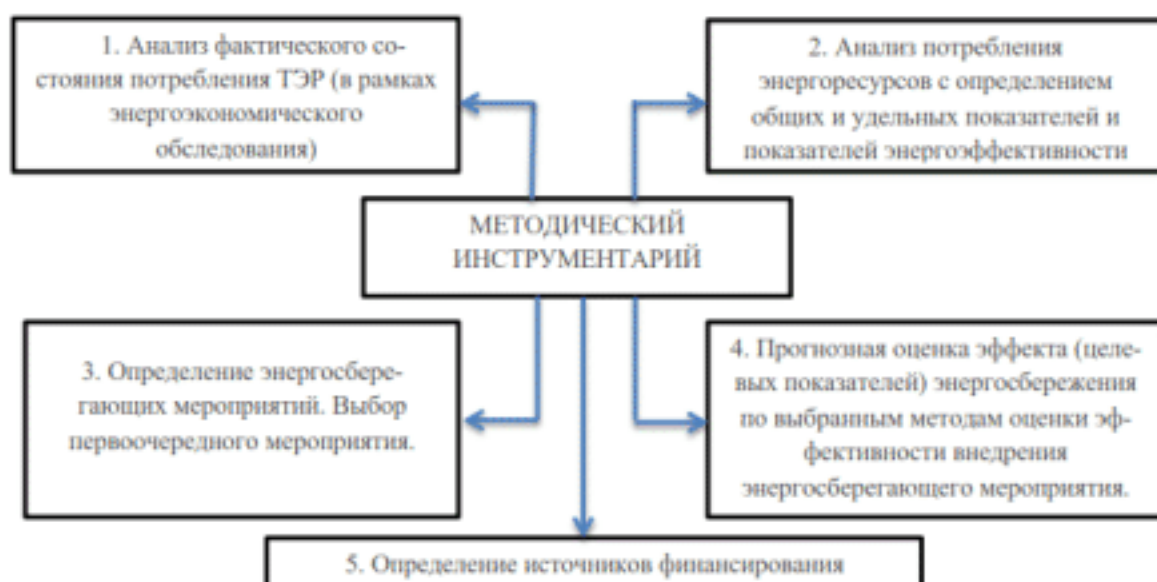 1. Анализ фактического со-
стояния потребления ТЭР (в рамках
энергоэкономического
обследования)
2. Анализ потребления
энергоресурсов с определением
общих и удельных показателей и
показателей энергоэффективности
МЕТОДИЧЕСКИЙ
ИНСТРУМЕНТАРИЙ
3. Определение энергосбере-
гающих мероприятий. Выбор
первоочередного мероприятия.
4. Прогнозная оценка эффекта (целе-
вых показателей) энергосбережения
по выбранным методам оценки эф-
фективности внедрения
энергосберегающего мероприятия.
5. Определение источников финансирования